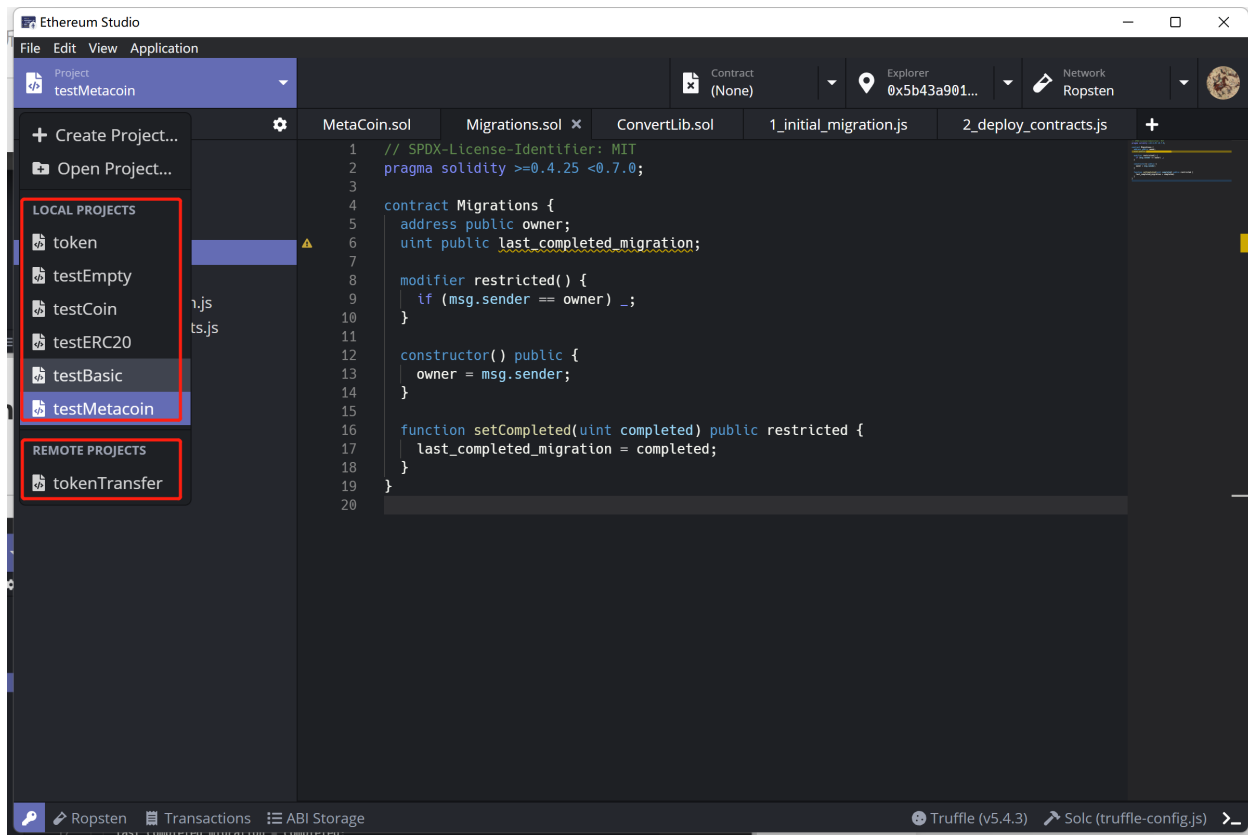 Ethereum Studio
File Edit View Application
Project
testMetacoin
Contract
(None)
Explorer
0x5b43a901...
Network
Ropsten
Create Project...
Open Project...
LOCAL PROJECTS
token
testEmpty
testCoin
testERC20
testBasic
testMetacoin
REMOTE PROJECTS
tokenTransfer
n.js
ts.js
MetaCoin.sol Migrations.sol ConvertLib.sol 1_initial_migration.js 2_deploy_contracts.js
1 // SPDX-License-Identifier: MIT
2 pragma solidity >=0.4.25 <0.7.0;
3
4 contract Migrations {
5 address public owner;
6 uint public last_completed_migration;
7
8 modifier restricted() {
9 if (msg.sender == owner) _;
10 }
11
12 constructor() public {
13 owner = msg.sender;
14 }
15
16 function setCompleted(uint completed) public restricted {
17 last_completed_migration = completed;
18 }
19 }
20
Ropsten Transactions ABI Storage Truffle (v5.4.3) Solc (truffle-config.js)